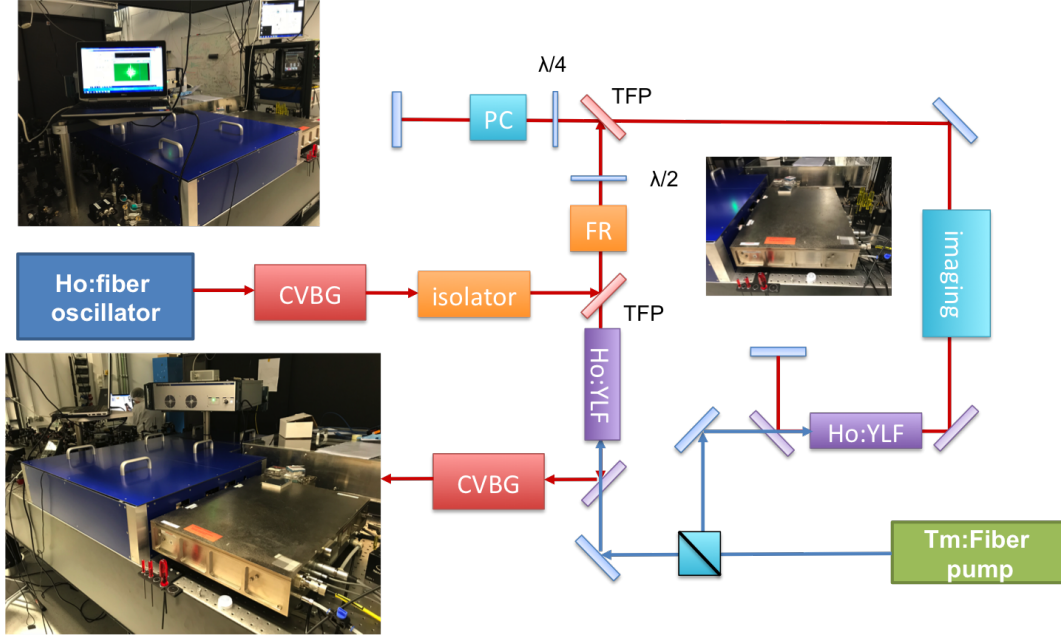 λ/4
TFP
PC
λ/2
FR
imaging
Ho:fiber
oscillator
CVBG
isolator
TFP
Ho:YLF
Ho:YLF
CVBG
Tm:Fiber
pump